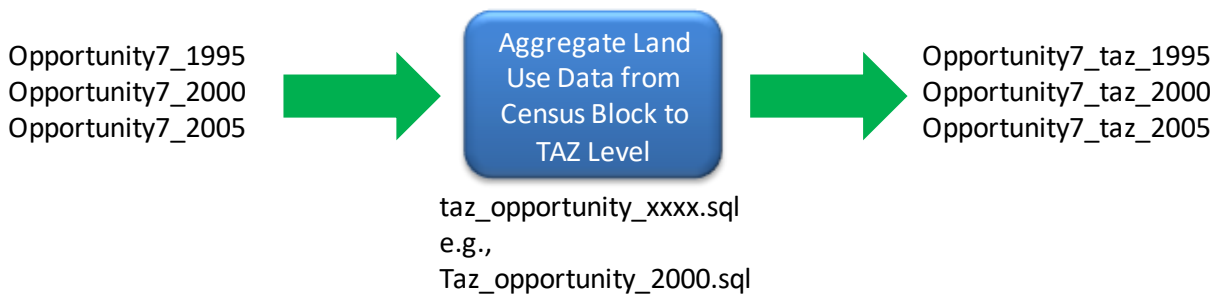 Opportunity7_1995
Opportunity7_2000
Opportunity7_2005
Aggregate Land
Use Data from
Census Block to
TAZ Level
taz_opportunity_xxxx.sql
e.g.,
Taz_opportunity_2000.sql
Opportunity7_taz_1995
Opportunity7_taz_2000
Opportunity7_taz_2005